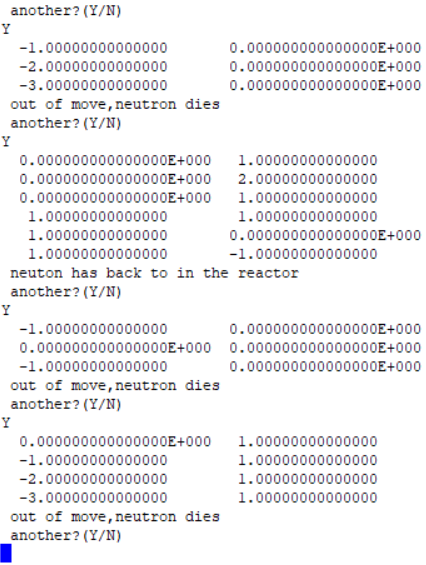 another?(Y/N)
Y
-1.00000000000000 0.000000000000000E+000
-2.00000000000000 0.000000000000000E+000
-3.00000000000000 0.000000000000000E+000
out of move,neutron dies
another?(Y/N)
Y
0.000000000000000E+000 1.00000000000000
0.000000000000000E+000 2.00000000000000
0.000000000000000E+000 1.00000000000000
1.00000000000000 1.00000000000000
1.00000000000000 0.000000000000000E+000
1.00000000000000 -1.00000000000000
neuton has back to in the reactor
another?(Y/N)
Y
-1.00000000000000 0.000000000000000E+000
0.000000000000000E+000 0.000000000000000E+000
-1.00000000000000 0.000000000000000E+000
out of move,neutron dies
another?(Y/N)
Y
0.000000000000000E+000 1.00000000000000
-1.00000000000000 1.00000000000000
-2.00000000000000 1.00000000000000
-3.00000000000000 1.00000000000000
out of move,neutron dies
another?(Y/N)